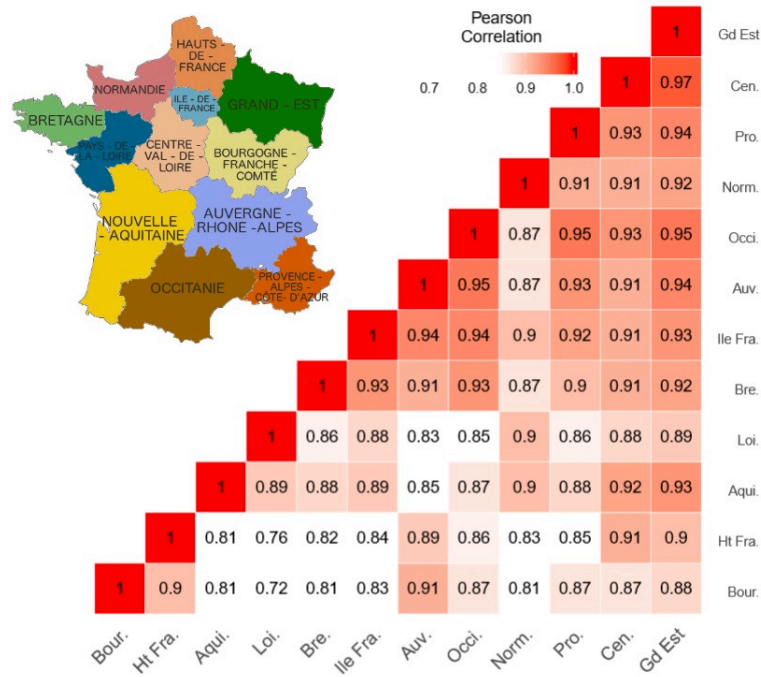 HAUTS
- DE -
FRANCE
NORMANDIE
ILE - DE -
FRANCE
GRAND - EST
BRETAGNE
PAYS - DE
- LA - LOIRE
CENTRE -
VAL - DE -
LOIRE
BOURGOGNE -
FRANCHE -
COMTÉ
NOUVELLE
- AQUITAINE
AUVERGNE -
RHONE -ALPES
OCCITANIE
PROVENCE -
ALPES -
CÔTE- D'AZUR
Pearson
Correlation
0.7 0.8 0.9 1.0
1 Gd Est
1 0.97 Cen.
1 0.93 0.94 Pro.
1 0.91 0.91 0.92 Norm.
1 0.87 0.95 0.93 0.95 Occi.
1 0.95 0.87 0.93 0.91 0.94 Auv.
1 0.94 0.94 0.9 0.92 0.91 0.93 Ile Fra.
1 0.93 0.91 0.93 0.87 0.9 0.91 0.92 Bre.
1 0.86 0.88 0.83 0.85 0.9 0.86 0.88 0.89 Loi.
1 0.89 0.88 0.89 0.85 0.87 0.9 0.88 0.92 0.93 Aqui.
1 0.81 0.76 0.82 0.84 0.89 0.86 0.83 0.85 0.91 0.9 Ht Fra.
1 0.9 0.81 0.72 0.81 0.83 0.91 0.87 0.81 0.87 0.87 0.88 Bour.
Bour. Ht Fra. Aqui. Loi. Bre. Ile Fra. Auv. Occi. Norm. Pro. Cen. Gd Est